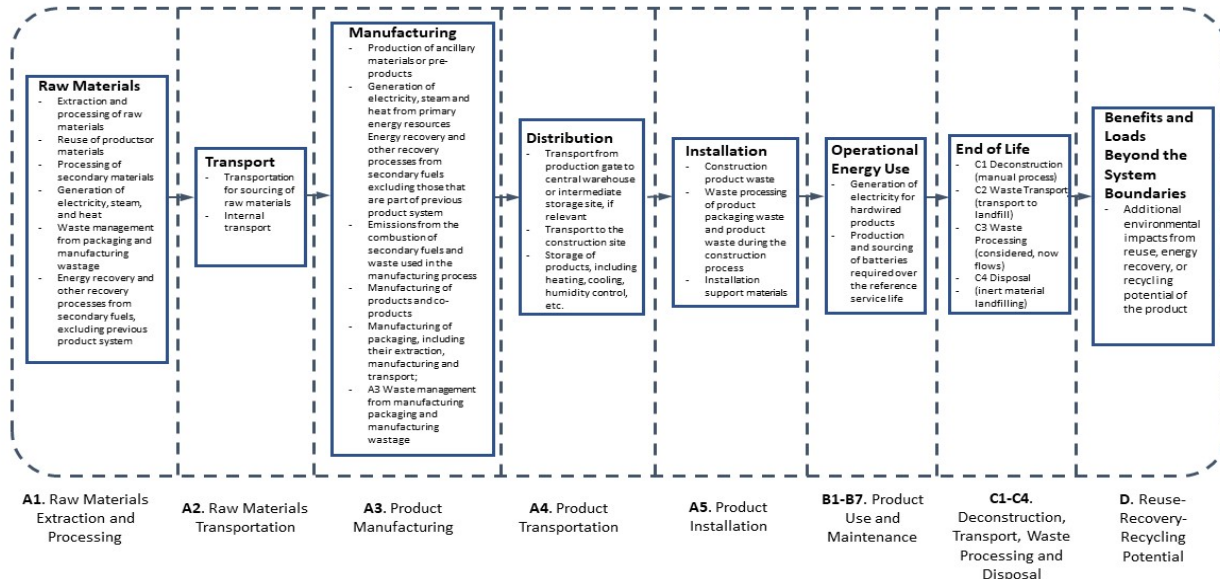 Raw Materials
- Extraction and
processing of raw
materials
- Reuse of productsor
materials
- Processing of
secondary materials
- Generation of
electricity, steam,
and heat
- Waste management
from packaging and
manufacturing
wastage
- Energy recovery and
other recovery
processes from
secondary fuels,
excluding previous
product system
Transport
- Transportation
for sourcing of
raw materials
- Internal
transport
Manufacturing
- Production of ancillary
materials or pre-
products
- Generation of
electricity, steam and
heat from primary
energy resources
Energy recovery and
other recovery
processes from
secondary fuels
excluding those that
are part of previous
product system
- Emissions from the
combustion of
secondary fuels and
waste used in the
manufacturing process
- Manufacturing of
products and co-
products
- Manufacturing of
packaging, including
their extraction,
manufacturing and
transport;
- A3 Waste management
from manufacturing
packaging and
manufacturing
wastage
Distribution
- Transport from
production gate to
central warehouse
or intermediate
storage site, if
relevant
- Transport to the
construction site
- Storage of
products, including
heating, cooling,
humidity control,
etc.
Installation
- Construction
product waste
- Waste processing
of product
packaging waste
and product
waste during the
construction
process
- Installation
support materials
Operational
Energy Use
- Generation of
electricity for
hardwired
products
- Production
and sourcing
of batteries
required over
the reference
service life
End of Life
- C1 Deconstruction
(manual process)
- C2 Waste Transport
(transport to
landfill)
- C3 Waste
Processing
(considered, now
flows)
- C4 Disposal
(inert material
landfilling)
Benefits and
Loads
Beyond the
System
Boundaries
- Additional
environmental
impacts from
reuse, energy
recovery, or
recycling
potential of
the product
A1. Raw Materials
Extraction and
Processing
A2. Raw Materials
Transportation
A3. Product
Manufacturing
A4. Product
Transportation
A5. Product
Installation
B1-B7. Product
Use and
Maintenance
C1-C4.
Deconstruction,
Transport, Waste
Processing and
Disposal
D. Reuse-
Recovery-
Recycling
Potential